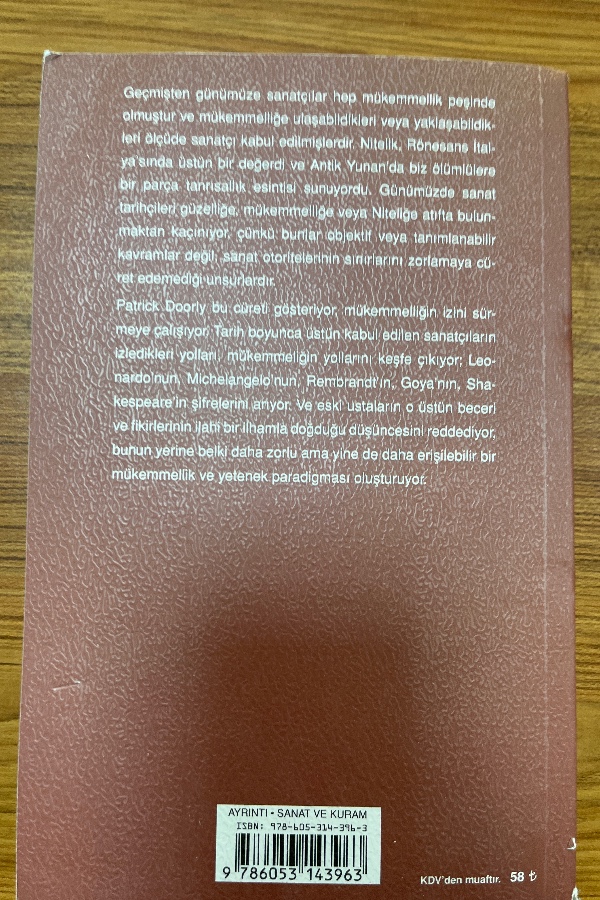 Geçmişten günümüze sanatçılar hep mükemmellik peşinde
olmuştur ve mükemmelliğe ulaşabildikleri veya yaklaşabildik-
leri ölçüde sanatçı kabul edilmişlerdir. Nitelik, Rönesans İtal-
ya'sında üstün bir değerdi ve Antik Yunan'da biz ölümlülere
bir parça tanrısallık esintisi sunuyordu. Günümüzde sanat
tarihçileri güzelliğe, mükemmelliğe veya Niteliğe atıfta bulun-
maktan kaçınıyor, çünkü bunlar objektif veya tanımlanabilir
kavramlar değil, sanat otoritelerinin sınırlarını zorlamaya cü-
ret edemediği unsurlardır.
Patrick Doorly bu cüreti gösteriyor, mükemmelliğin izini sür-
meye çalışıyor. Tarih boyunca üstün kabul edilen sanatçıların
izledikleri yolları, mükemmeliğin yollarını keşfe çıkıyor; Leo-
nardo'nun, Michelangelo'nun, Rembrandt'ın, Goya'nın, Sha-
kespeare'in şifrelerini arıyor. Ve eski ustaların o üstün beceri
ve fikirlerinin ilahi bir ilhamla doğduğu düşüncesini reddediyor,
bunun yerine belki daha zorlu ama yine de daha erişilebilir bir
mükemmellik ve yetenek paradigması oluşturuyor.
AYRINTI • SANAT VE KURAM
ISBN: 978-605-314-396-3
9 786053 143963
KDV'den muaftır. 58 ₺